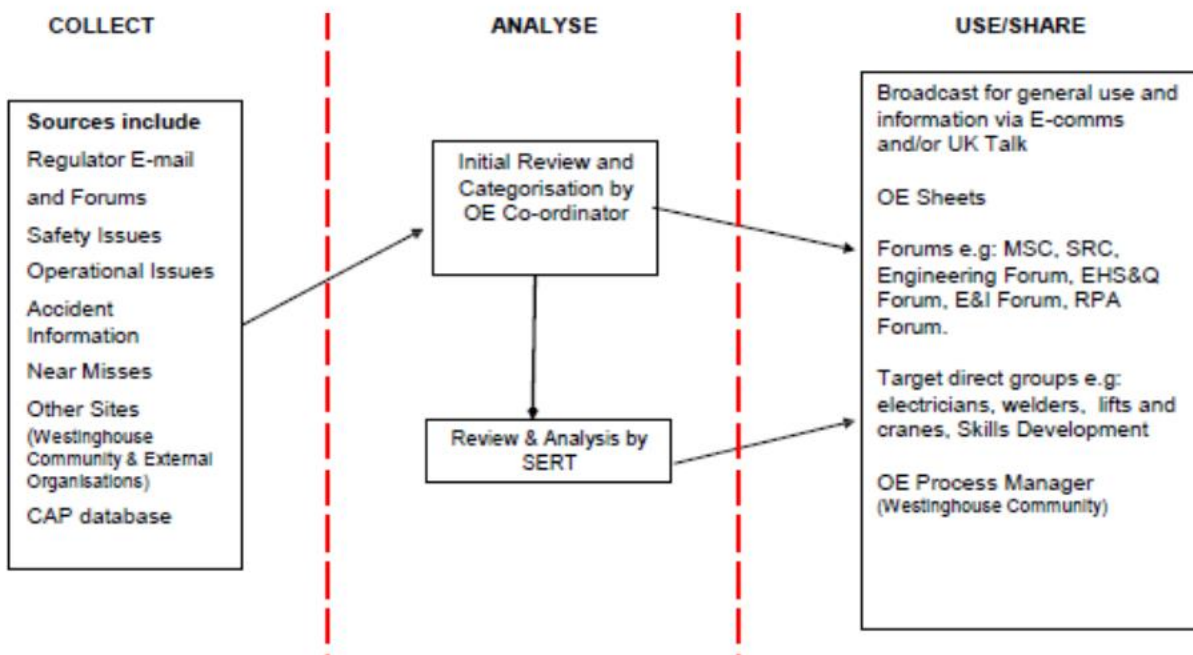 COLLECT
ANALYSE
USE/SHARE
Sources include
Regulator E-mail
and Forums
Safety Issues
Operational Issues
Accident
Information
Near Misses
Other Sites
(Westinghouse
Community & External
Organisations)
CAP database
Initial Review and
Categorisation by
OE Co-ordinator
Review & Analysis by
SERT
Broadcast for general use and
information via E-comms
and/or UK Talk
OE Sheets
Forums e.g: MSC, SRC,
Engineering Forum, EHS&Q
Forum, E&I Forum, RPA
Forum.
Target direct groups e.g:
electricians, welders, lifts and
cranes, Skills Development
OE Process Manager
(Westinghouse Community)